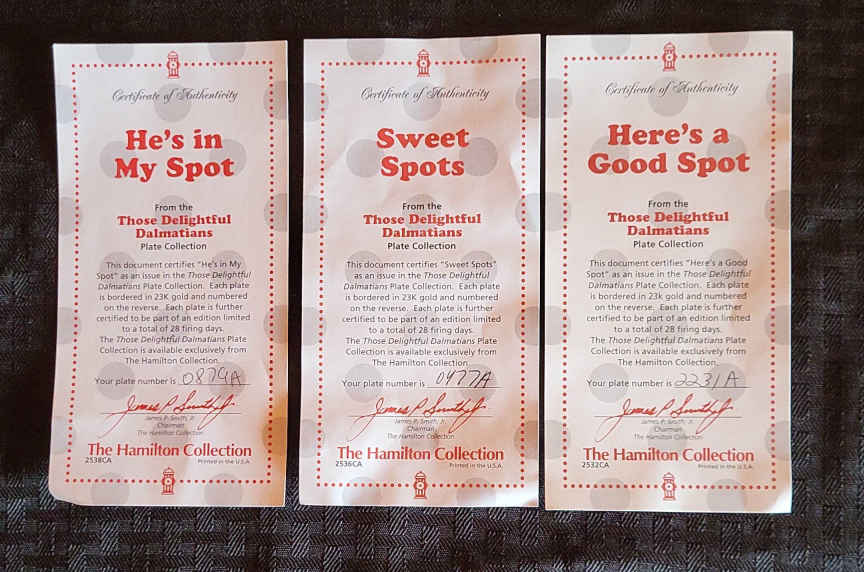 Certificate of Authenticity
He's in
My Spot
From the
Those Delightful
Dalmatians
Plate Collection
This document certifies "He's in My
Spot" as an issue in the Those Delightful
Dalmatians Plate Collection. Each plate
is bordered in 23K gold and numbered
on the reverse. Each plate is further
certified to be part of an edition limited
to a total of 28 firing days.
The Those Delightful Dalmatians Plate
Collection is available exclusively from
The Hamilton Collection.
Your plate number is 0879A
James P. Smith, Jr.
James P. Smith, Jr.
Chairman
The Hamilton Collection
The Hamilton Collection
2538CA Printed in the U.S.A.
Certificate of Authenticity
Sweet
Spots
From the
Those Delightful
Dalmatians
Plate Collection
This document certifies "Sweet Spots"
as an issue in the Those Delightful
Dalmatians Plate Collection. Each plate
is bordered in 23K gold and numbered
on the reverse. Each plate is further
certified to be part of an edition limited
to a total of 28 firing days.
The Those Delightful Dalmatians Plate
Collection is available exclusively from
The Hamilton Collection.
Your plate number is 0477A
James P. Smith, Jr.
James P. Smith, Jr.
Chairman
The Hamilton Collection
The Hamilton Collection
2536CA Printed in the U.S.A.
Certificate of Authenticity
Here's a
Good Spot
From the
Those Delightful
Dalmatians
Plate Collection
This document certifies "Here's a Good
Spot" as an issue in the Those Delightful
Dalmatians Plate Collection. Each plate
is bordered in 23k gold and numbered
on the reverse. Each plate is further
certified to be part of an edition limited
to a total of 28 firing days.
The Those Delightful Dalmatians Plate
Collection is available exclusively from
The Hamilton Collection.
Your plate number is 2231A
James P. Smith, Jr.
James P. Smith, Jr.
Chairman
The Hamilton Collection
The Hamilton Collection
2532CA Printed in the U.S.A.